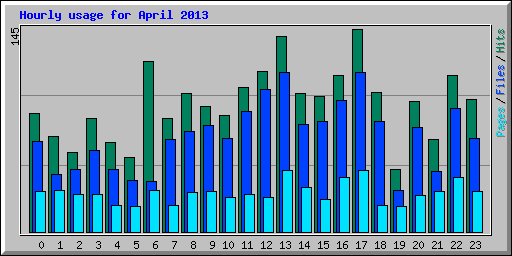 Hourly usage for April 2013
145
Pages/Files/Hits
0 1 2 3 4 5 6 7 8 9 10 11 12 13 14 15 16 17 18 19 20 21 22 23